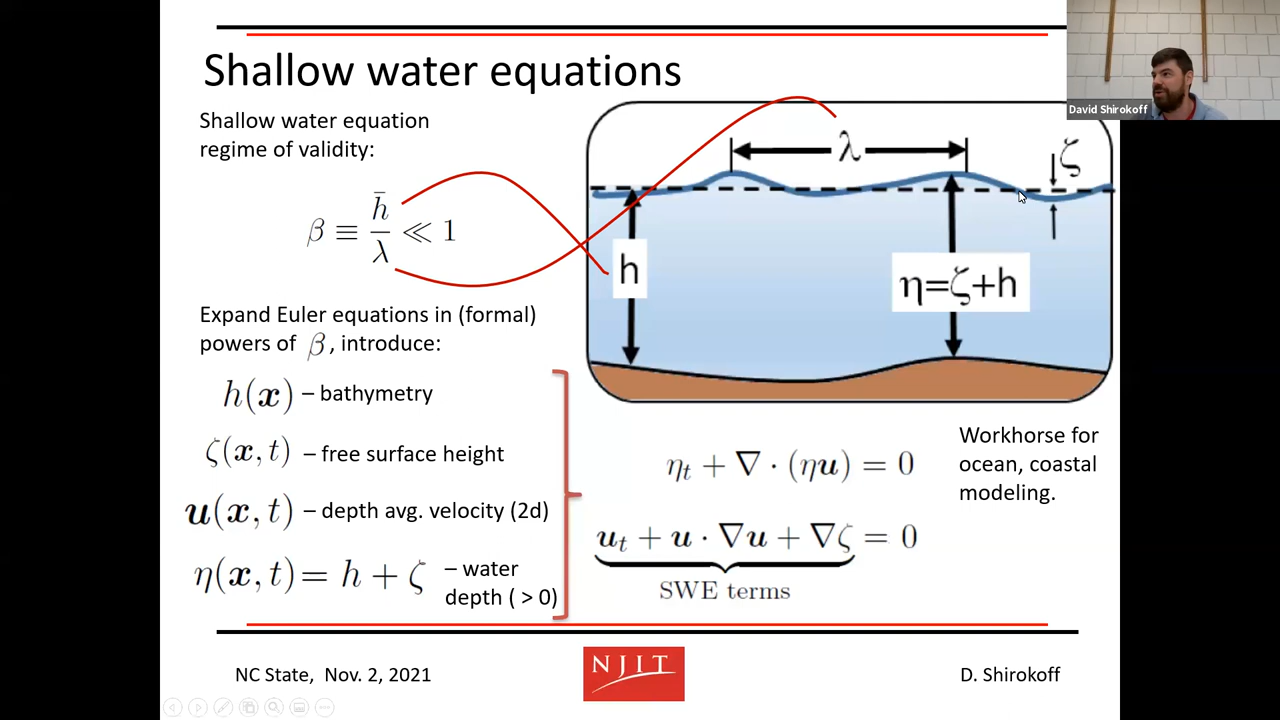 Shallow water equations
David Shirokoff
Shallow water equation
regime of validity:
β ≡ h̄/λ ≪ 1
λ
ζ
h
η=ζ+h
Expand Euler equations in (formal)
powers of β, introduce:
h(x) – bathymetry
ζ(x, t) – free surface height
u(x, t) – depth avg. velocity (2d)
η(x, t) = h + ζ – water
depth ( > 0)
η_t + ∇ · (ηu) = 0
u_t + u · ∇u + ∇ζ = 0
SWE terms
Workhorse for
ocean, coastal
modeling.
NC State, Nov. 2, 2021
NJIT
D. Shirokoff